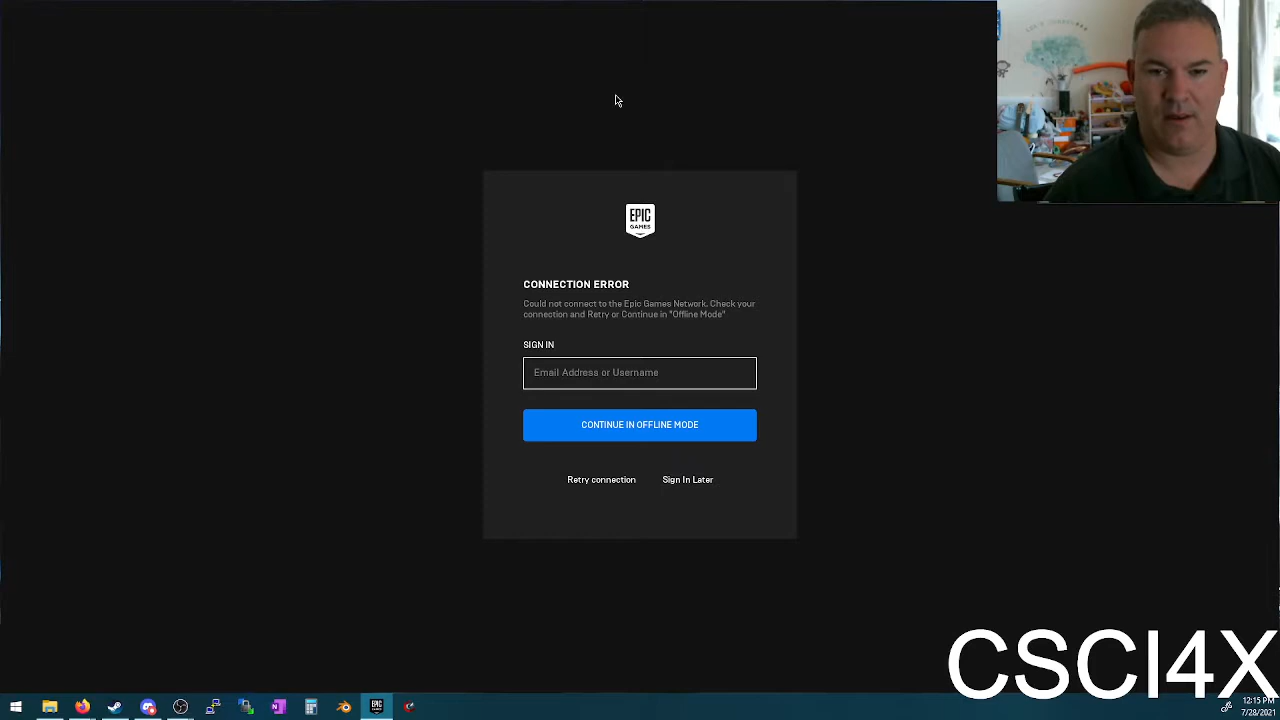 EPIC
GAMES
CONNECTION ERROR
Could not connect to the Epic Games Network. Check your
connection and Retry or Continue in "Offline Mode"
SIGN IN
Email Address or Username
CONTINUE IN OFFLINE MODE
Retry connection Sign In Later
CSCI4X
12:15 PM
7/28/2021